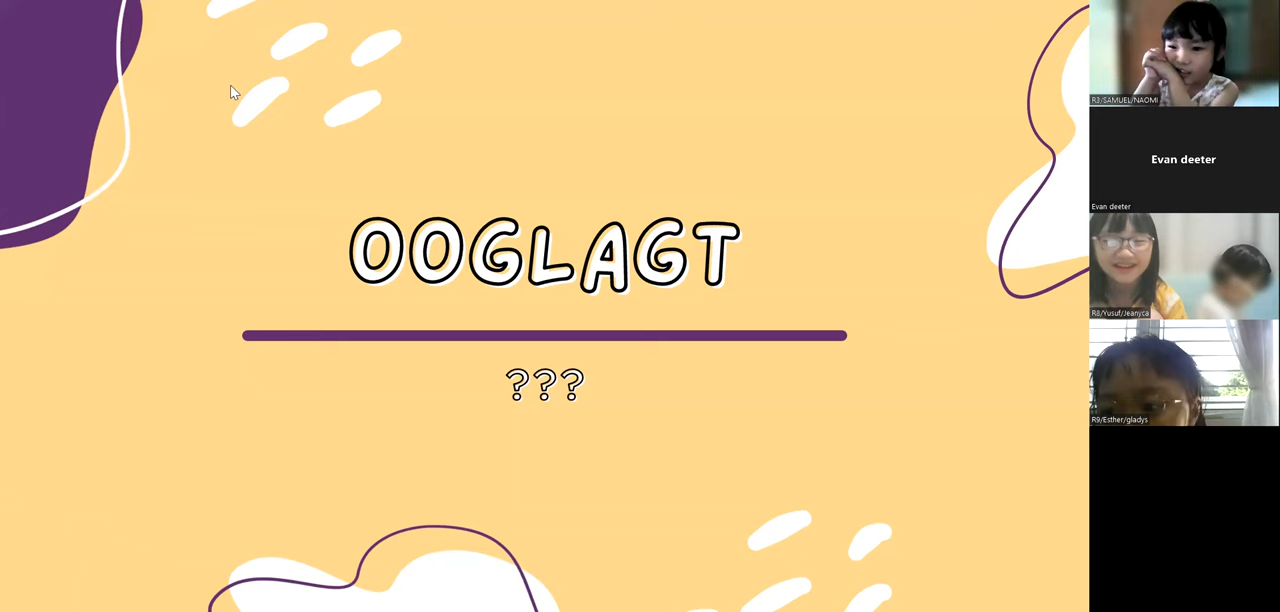 OOGLAGT
???
R3/SAMUEL/NAOMI
Evan deeter
Evan deeter
R8/Yusuf/Jeanyca
R9/Esther/gladys